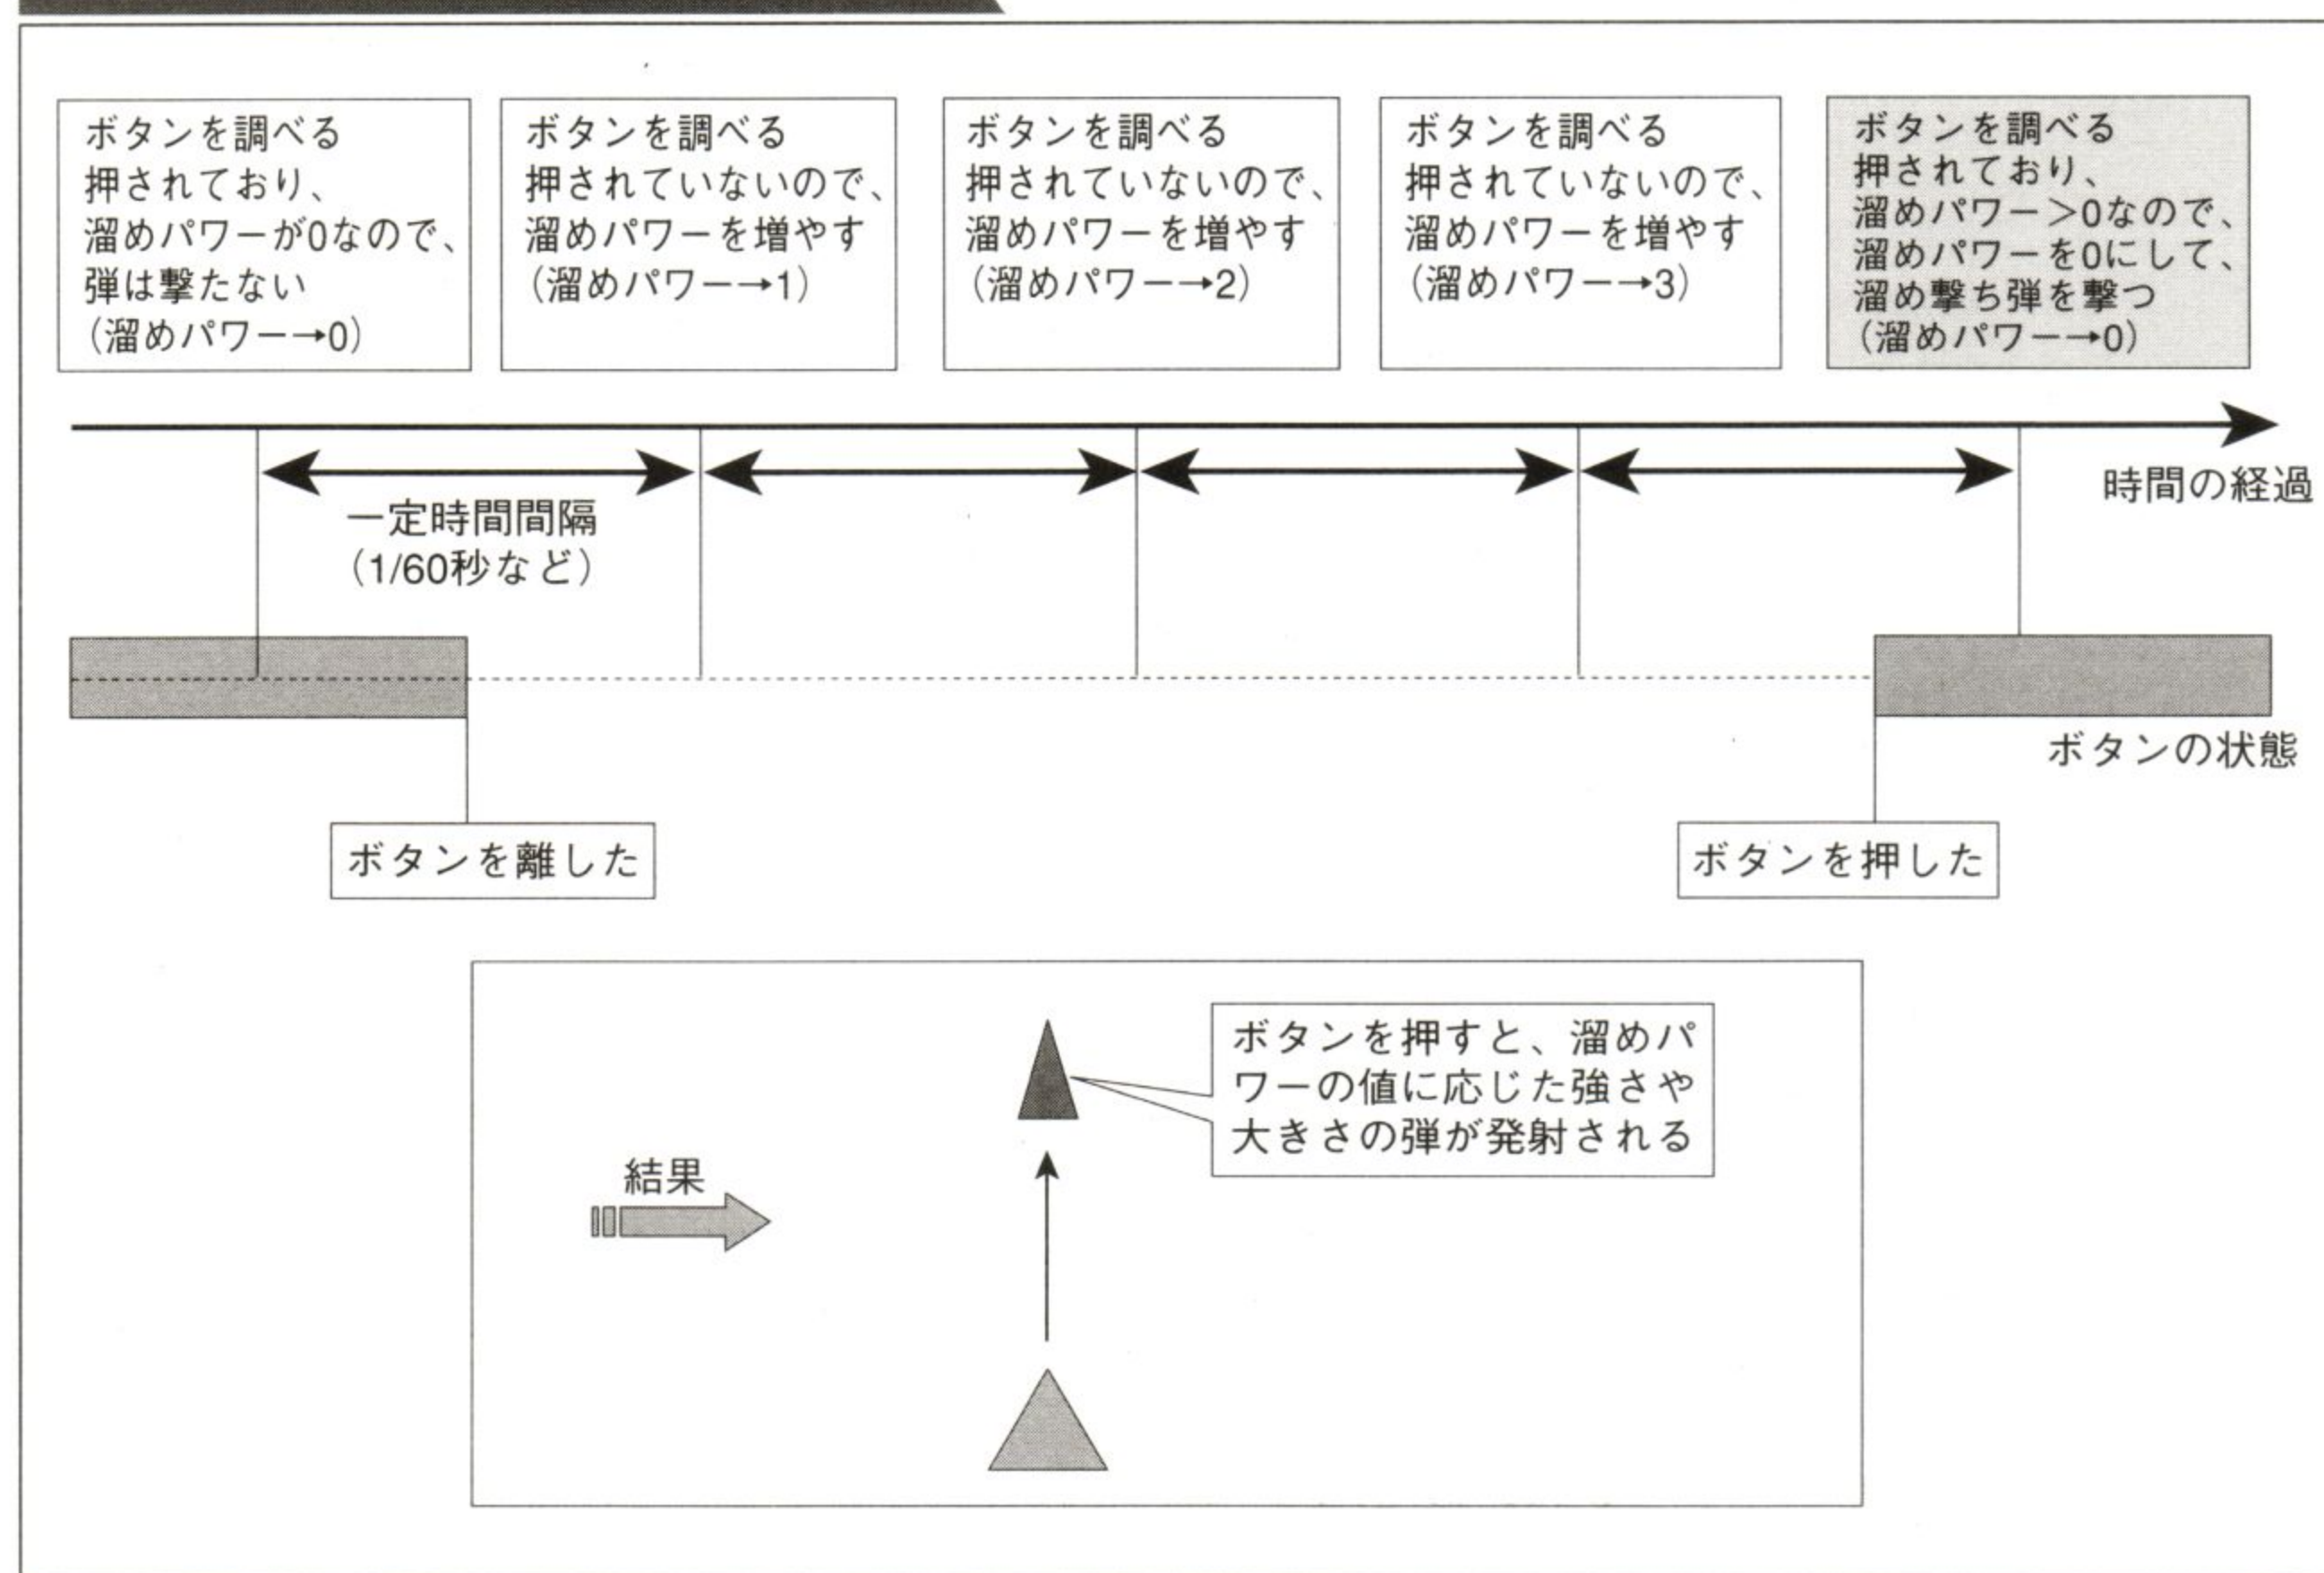 ボタンを調べる
押されており、
溜めパワーが0なので、
弾は撃たない
(溜めパワー→0)
ボタンを調べる
押されていないので、
溜めパワーを増やす
(溜めパワー→1)
ボタンを調べる
押されていないので、
溜めパワーを増やす
(溜めパワー→2)
ボタンを調べる
押されていないので、
溜めパワーを増やす
(溜めパワー→3)
ボタンを調べる
押されており、
溜めパワー>0なので、
溜めパワーを0にして、
溜め撃ち弾を撃つ
(溜めパワー→0)
時間の経過
一定時間間隔
(1/60秒など)
ボタンの状態
ボタンを離した
ボタンを押した
結果
ボタンを押すと、溜めパ
ワーの値に応じた強さや
大きさの弾が発射される